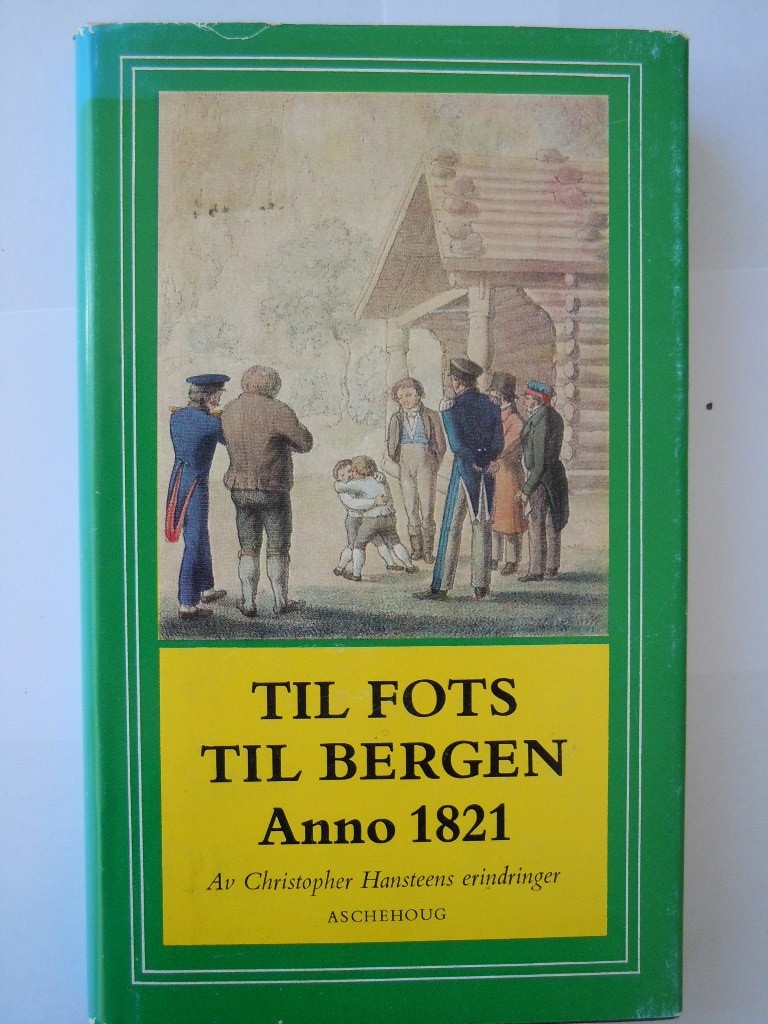 TIL FOTS
TIL BERGEN
Anno 1821
Av Christopher Hansteens erindringer
ASCHEHOUG